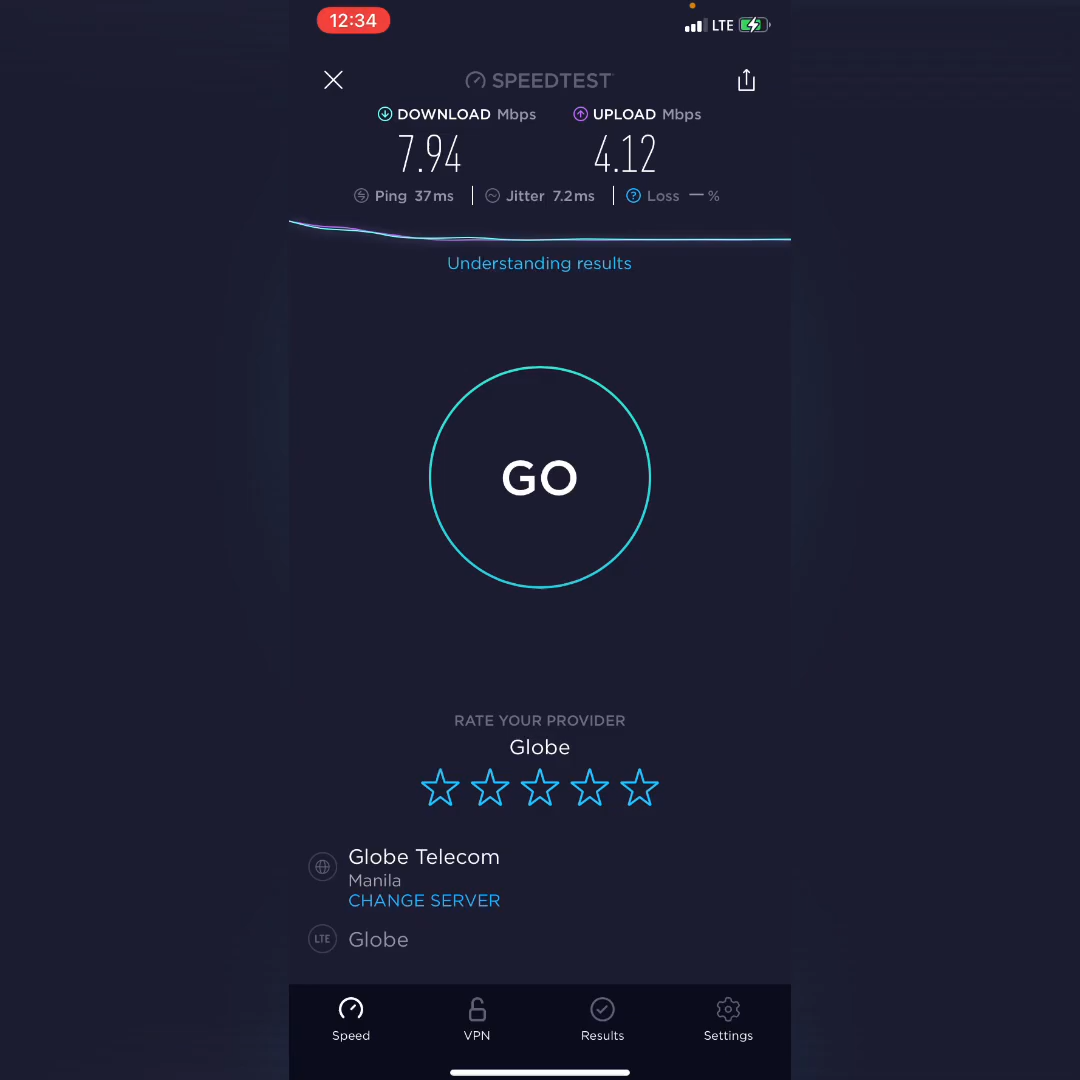 12:34
LTE
SPEEDTEST
DOWNLOAD Mbps
UPLOAD Mbps
7.94
4.12
Ping 37ms
Jitter 7.2ms
Loss — %
Understanding results
GO
RATE YOUR PROVIDER
Globe
Globe Telecom
Manila
CHANGE SERVER
LTE Globe
Speed
VPN
Results
Settings